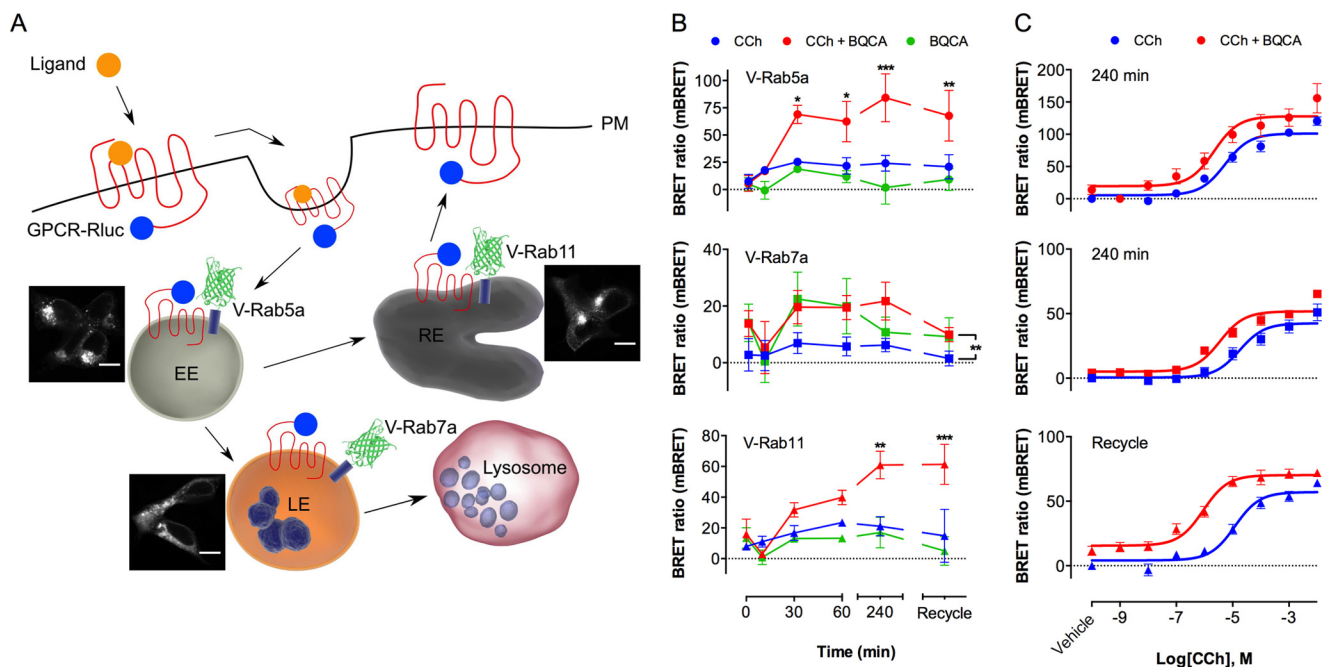 A
Ligand
GPCR-Rluc
PM
V-Rab5a
EE
V-Rab11
RE
V-Rab7a
LE
Lysosome
B
CCh CCh + BQCA BQCA
V-Rab5a
BRET ratio (mBRET)
100
75
50
25
0
* * *** **
V-Rab7a
BRET ratio (mBRET)
40
20
0
**
V-Rab11
BRET ratio (mBRET)
80
60
40
20
0
** ***
0 30 60 240 Recycle
Time (min)
C
CCh CCh + BQCA
240 min
BRET ratio (mBRET)
200
150
100
50
0
240 min
BRET ratio (mBRET)
100
50
0
Recycle
BRET ratio (mBRET)
100
50
0
Vehicle -9 -7 -5 -3
Log[CCh], M